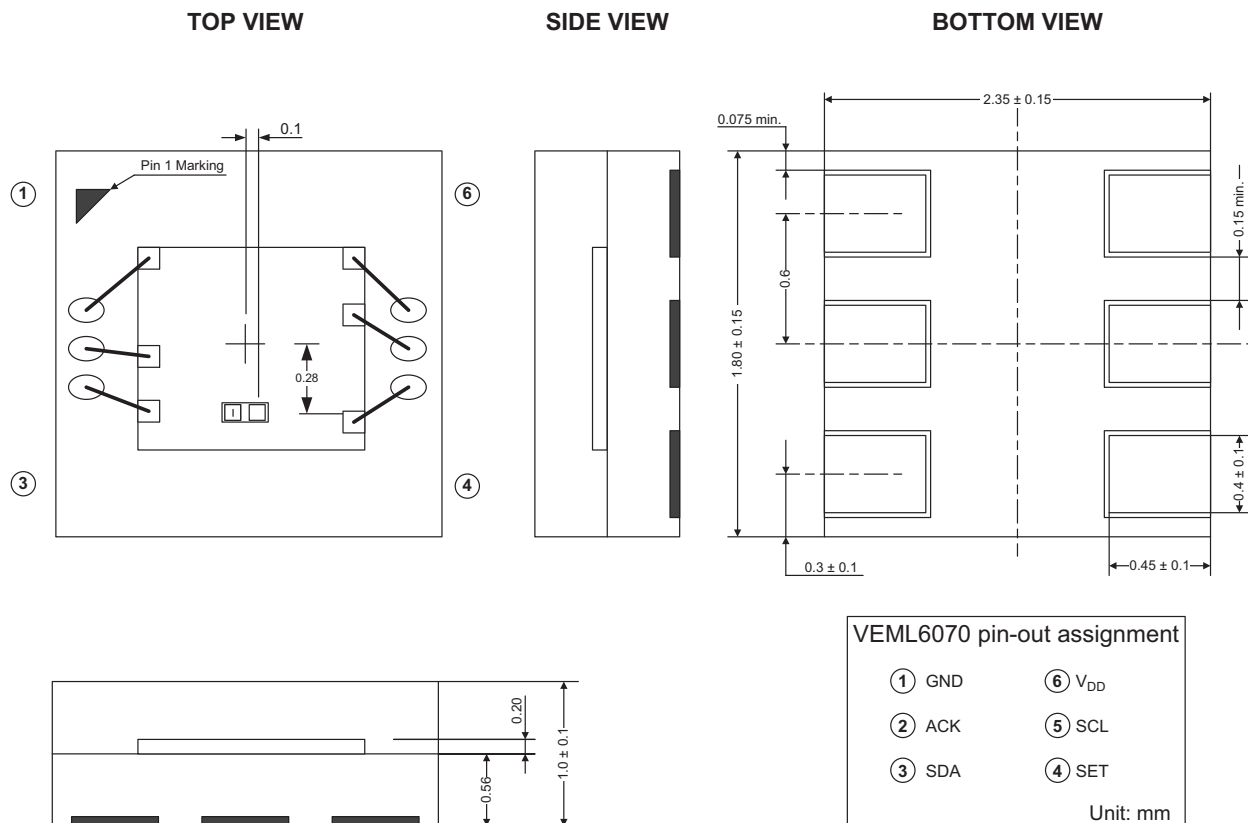 TOP VIEW
SIDE VIEW
BOTTOM VIEW
0.1
Pin 1 Marking
1
6
0.28
3
4
2.35 ± 0.15
0.075 min.
0.15 min.
0.6
1.80 ± 0.15
0.4 ± 0.1
0.3 ± 0.1
0.45 ± 0.1
0.20
0.56
1.0 ± 0.1
VEML6070 pin-out assignment
1 GND
6 VDD
2 ACK
5 SCL
3 SDA
4 SET
Unit: mm